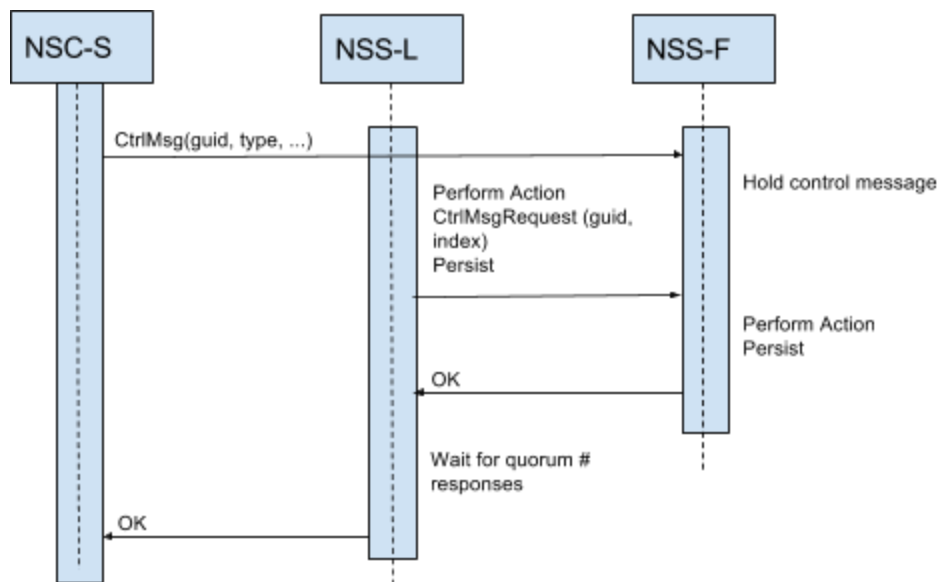 NSC-S
NSS-L
NSS-F
CtrlMsg(guid, type, ...)
Hold control message
Perform Action
CtrlMsgRequest (guid,
index)
Persist
Perform Action
Persist
OK
Wait for quorum #
responses
OK